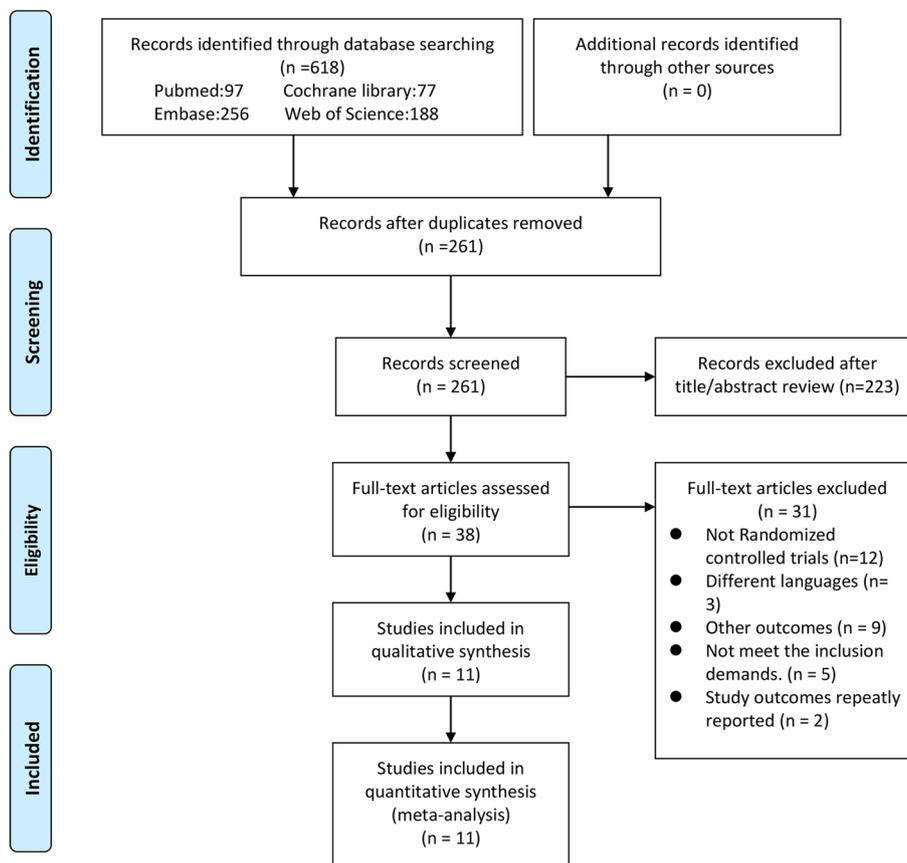 Identification
Records identified through database searching
(n =618)
Pubmed:97 Cochrane library:77
Embase:256 Web of Science:188
Additional records identified
through other sources
(n = 0)
Records after duplicates removed
(n =261)
Screening
Records screened
(n = 261)
Records excluded after
title/abstract review (n=223)
Eligibility
Full-text articles assessed
for eligibility
(n = 38)
Full-text articles excluded
(n = 31)
● Not Randomized
controlled trials (n=12)
● Different languages (n=
3)
● Other outcomes (n = 9)
● Not meet the inclusion
demands. (n = 5)
● Study outcomes repeatly
reported (n = 2)
Studies included in
qualitative synthesis
(n = 11)
Included
Studies included in
quantitative synthesis
(meta-analysis)
(n = 11)